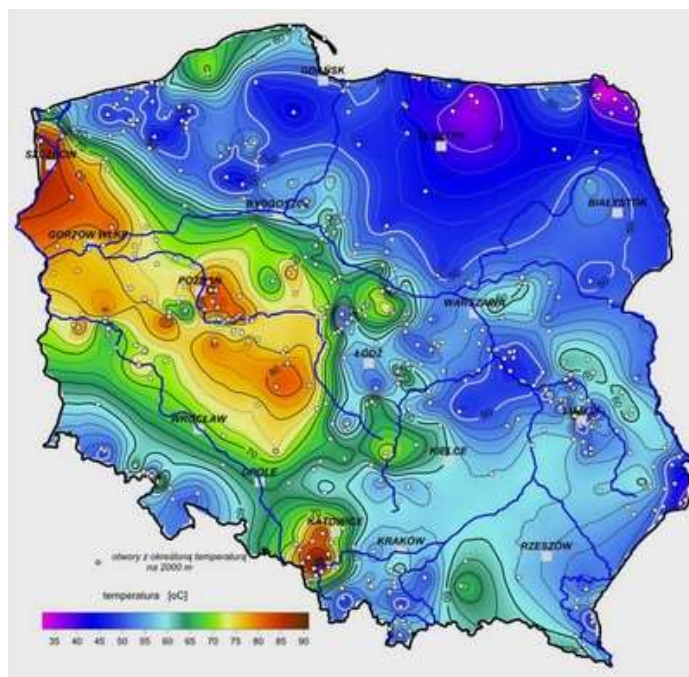 GDAŃSK
OLSZTYN
SZCZECIN
BYDGOSZCZ
BIAŁYSTOK
GORZÓW WLKP.
POZNAŃ
WARSZAWA
ŁÓDŹ
LUBLIN
WROCŁAW
KIELCE
OPOLE
KATOWICE
KRAKÓW
RZESZÓW
otwory z określoną temperaturą
na 2000 m
temperatura [oC]
35 40 45 50 55 60 65 70 75 80 85 90